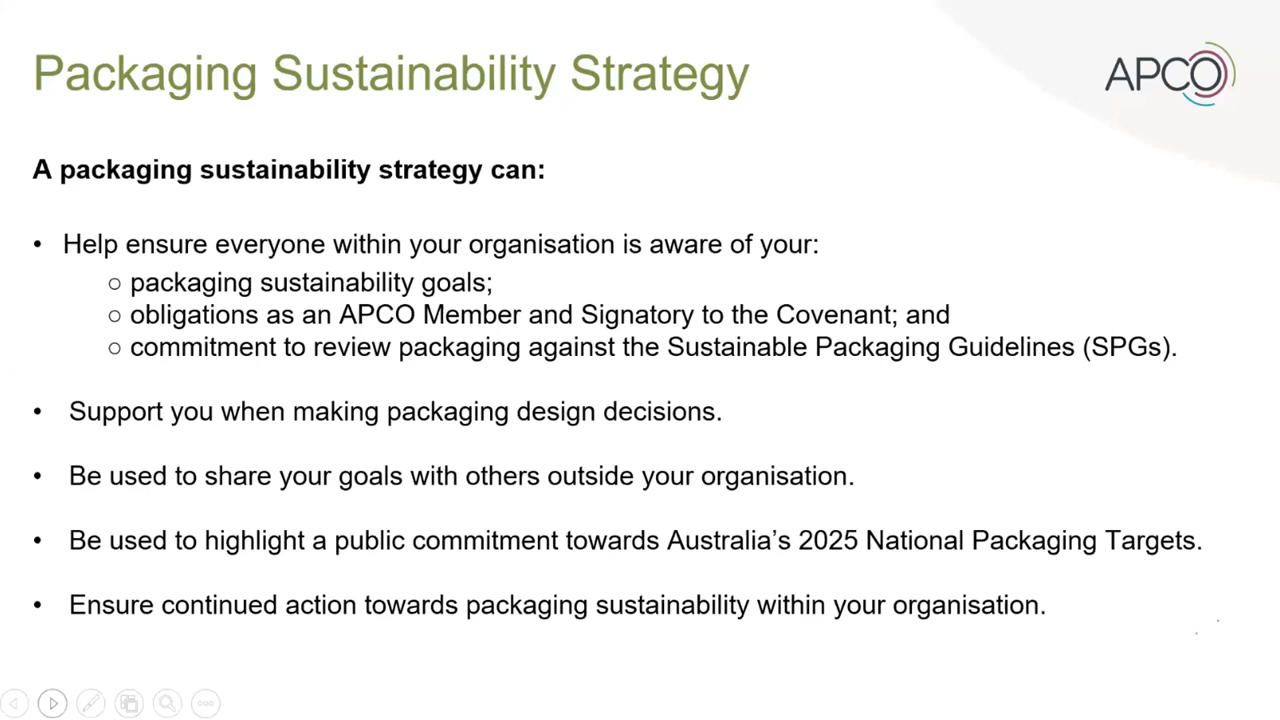 Packaging Sustainability Strategy
APCO
A packaging sustainability strategy can:
• Help ensure everyone within your organisation is aware of your:
○ packaging sustainability goals;
○ obligations as an APCO Member and Signatory to the Covenant; and
○ commitment to review packaging against the Sustainable Packaging Guidelines (SPGs).
• Support you when making packaging design decisions.
• Be used to share your goals with others outside your organisation.
• Be used to highlight a public commitment towards Australia’s 2025 National Packaging Targets.
• Ensure continued action towards packaging sustainability within your organisation.